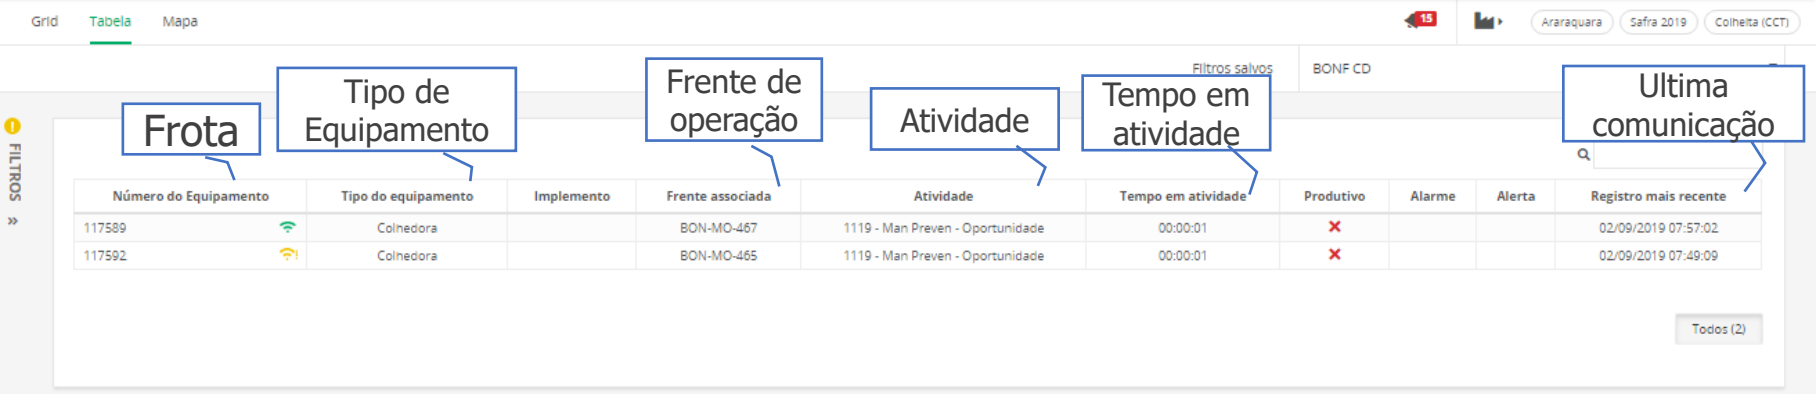 Grid Tabela Mapa 15 Araraquara Safra 2019 Colheita (CCT)
Filtros salvos BONF CD
Frota
Tipo de
Equipamento
Frente de
operação
Atividade
Tempo em
atividade
Ultima
comunicação
FILTROS »
Número do Equipamento Tipo do equipamento Implemento Frente associada Atividade Tempo em atividade Produtivo Alarme Alerta Registro mais recente
117589 Colhedora BON-MO-467 1119 - Man Preven - Oportunidade 00:00:01 02/09/2019 07:57:02
117592 Colhedora BON-MO-465 1119 - Man Preven - Oportunidade 00:00:01 02/09/2019 07:49:09
Todos (2)